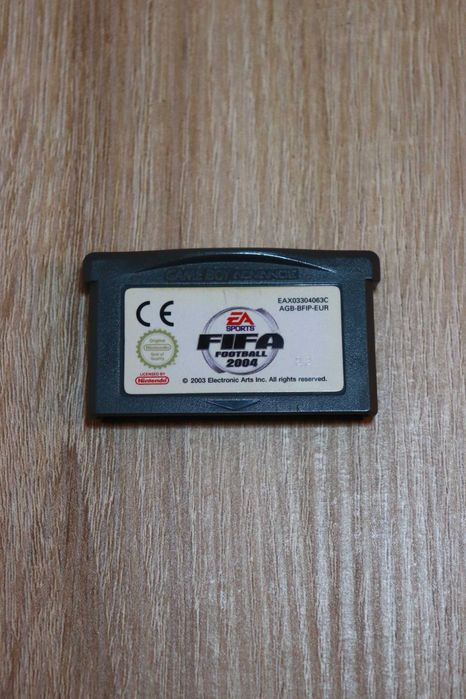 GAME BOY ADVANCE
CE
EAX03304063C
AGB-BFIP-EUR
EA
SPORTS
FIFA
FOOTBALL
2004
Original
Nintendo
Seal of
Quality
LICENSED BY
Nintendo
© 2003 Electronic Arts Inc. All rights reserved.